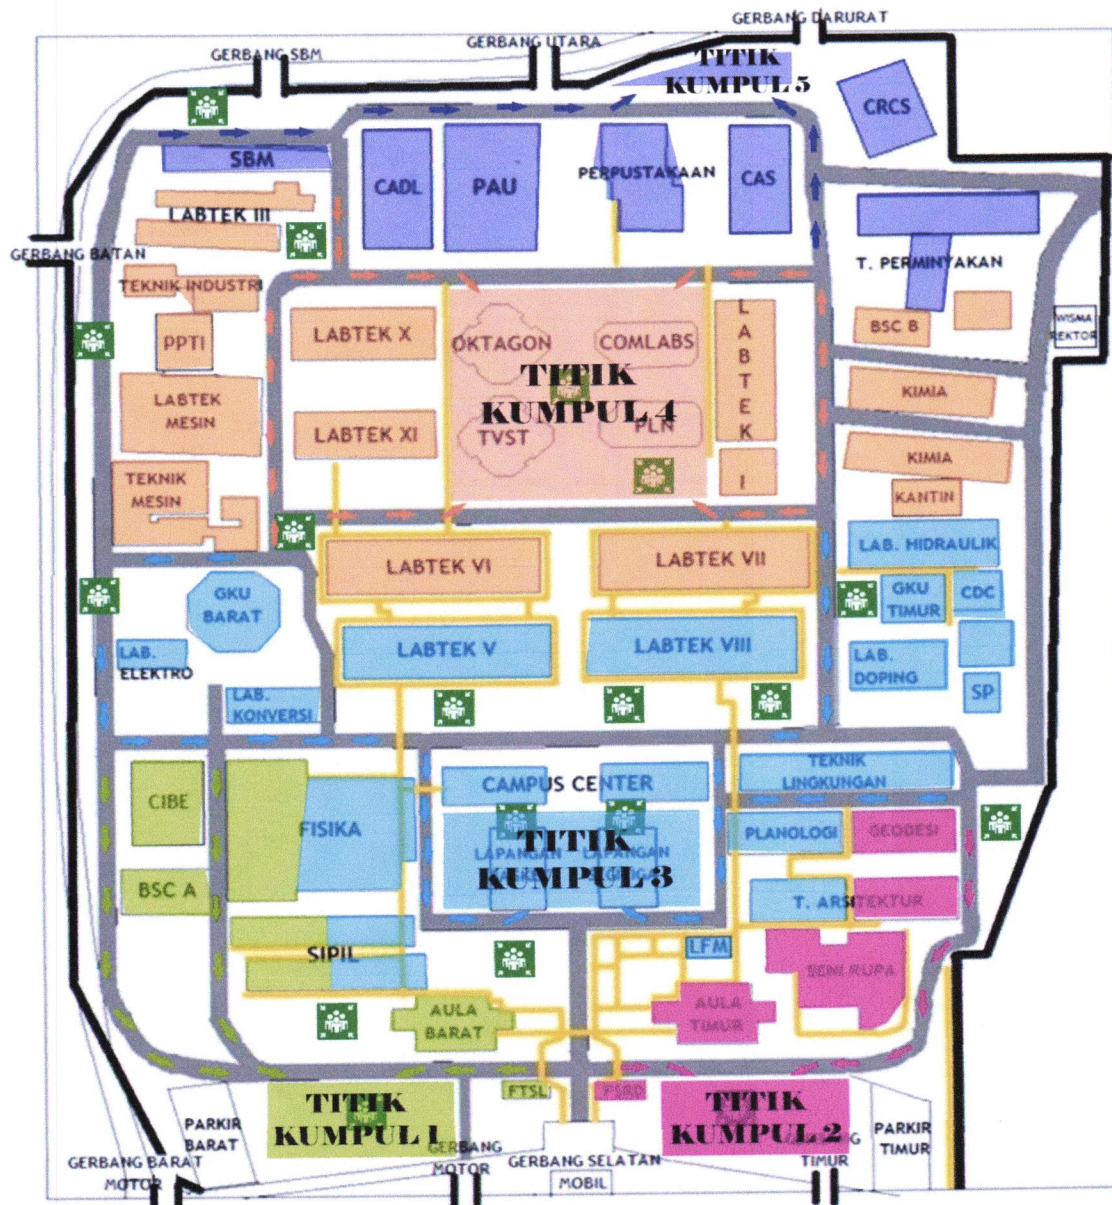 GERBANG DARURAT
GERBANG UTARA
GERBANG SBM
TITIK
KUMPUL 5
CRCS
SBM
CADL
PAU
PERPUSTAKAAN
CAS
LABTEK III
GERBANG BATAN
T. PERMINYAKAN
TEKNIK INDUSTRI
LABTEK X
OKTAGON
COMLABS
LABTEK
I
BSC B
WISMA
REKTOR
PPTI
TITIK
KUMPUL 4
LABTEK
MESIN
KIMIA
LABTEK XI
TVST
PLN
KIMIA
TEKNIK
MESIN
KANTIN
LABTEK VI
LABTEK VII
LAB. HIDRAULIK
GKU
BARAT
GKU
TIMUR
CDC
LABTEK V
LABTEK VIII
LAB.
ELEKTRO
LAB.
DOPING
SP
LAB.
KONVERSI
TEKNIK
LINGKUNGAN
CAMPUS CENTER
CIBE
FISIKA
PLANOLOGI
GEODESI
TITIK
KUMPUL 3
LAPANGAN
LAPANGAN
BSC A
T. ARSITEKTUR
SIPIL
LFM
SENI RUPA
AULA
BARAT
AULA
TIMUR
FTSL
FSRD
TITIK
KUMPUL 1
TITIK
KUMPUL 2
PARKIR
BARAT
PARKIR
TIMUR
GERBANG BARAT
MOTOR
GERBANG
MOTOR
GERBANG SELATAN
MOBIL
TIMUR